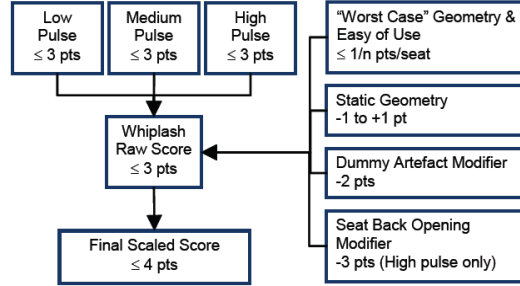 Low
Pulse
≤ 3 pts
Medium
Pulse
≤ 3 pts
High
Pulse
≤ 3 pts
Whiplash
Raw Score
≤ 3 pts
Final Scaled Score
≤ 4 pts
“Worst Case” Geometry &
Easy of Use
≤ 1/n pts/seat
Static Geometry
-1 to +1 pt
Dummy Artefact Modifier
-2 pts
Seat Back Opening
Modifier
-3 pts (High pulse only)